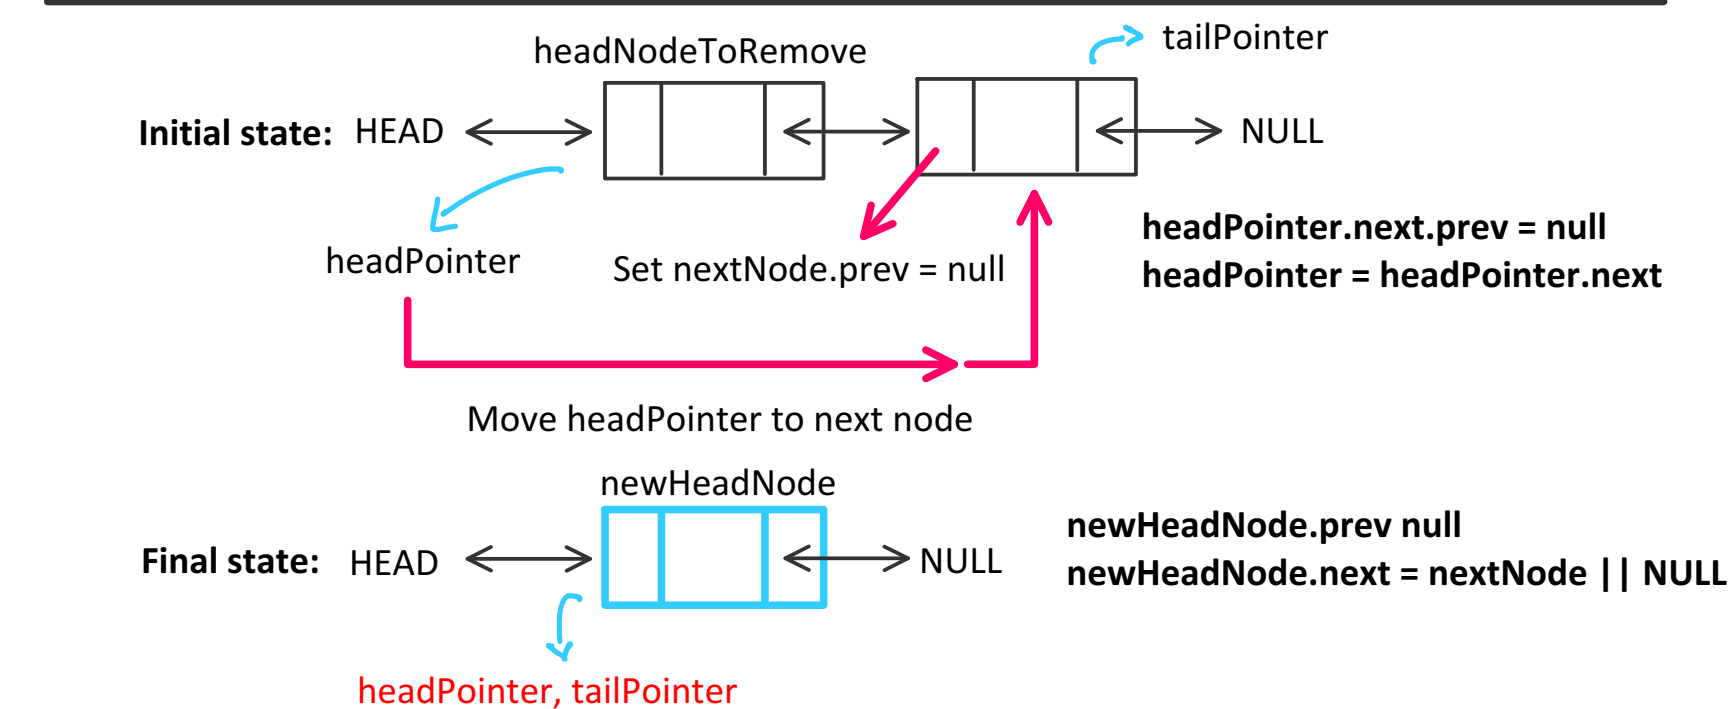 headNodeToRemove
tailPointer
Initial state: HEAD
NULL
headPointer
Set nextNode.prev = null
headPointer.next.prev = null
headPointer = headPointer.next
Move headPointer to next node
newHeadNode
Final state: HEAD
NULL
newHeadNode.prev null
newHeadNode.next = nextNode || NULL
headPointer, tailPointer